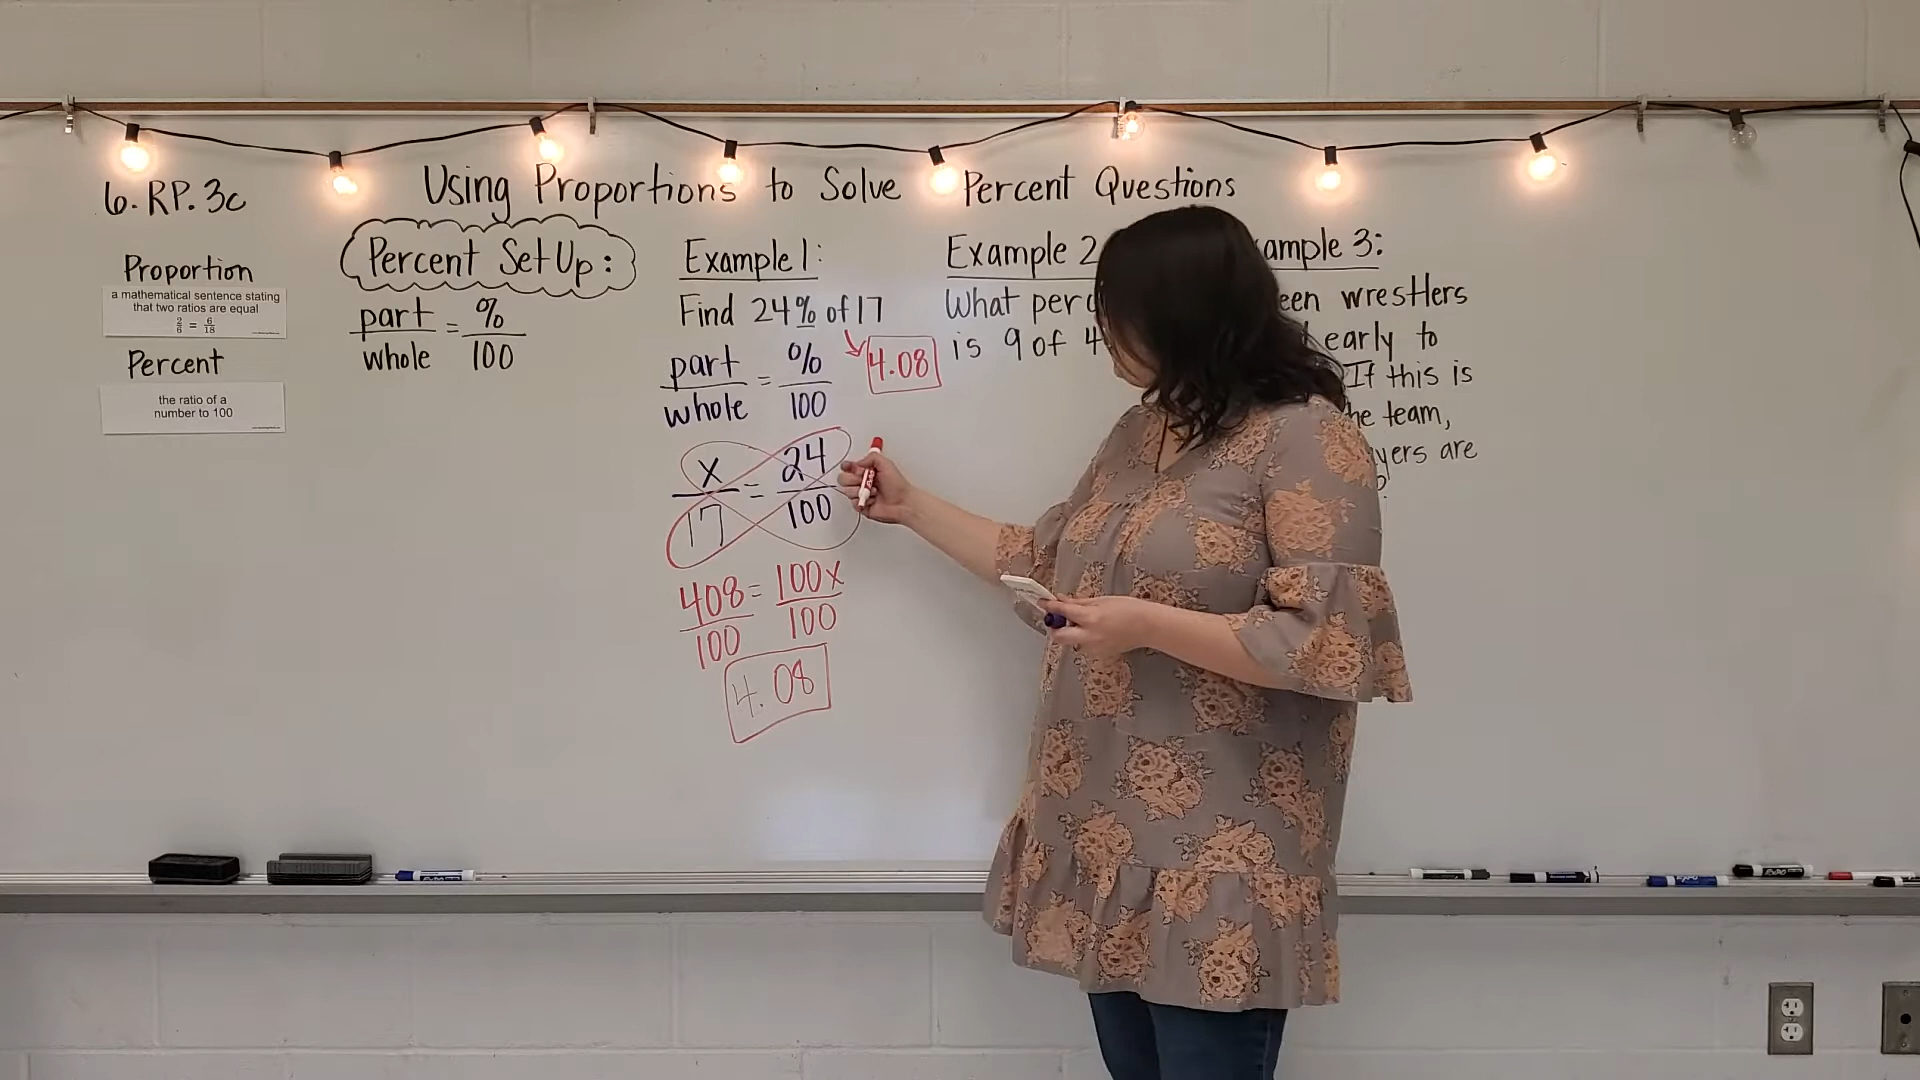 Using Proportions to Solve Percent Questions
6.RP.3c
Proportion
a mathematical sentence stating
that two ratios are equal
2/6 = 6/18
Percent
the ratio of a
number to 100
Percent Set Up:
part/whole = %/100
Example 1:
Find 24% of 17
4.08
part/whole = %/100
x/17 = 24/100
408/100 = 100x/100
4.08
Example 2
What
is 9 of 4
Example 3:
wrestlers
early to
If this is
team,
are
EXPO
EXPO
EXPO